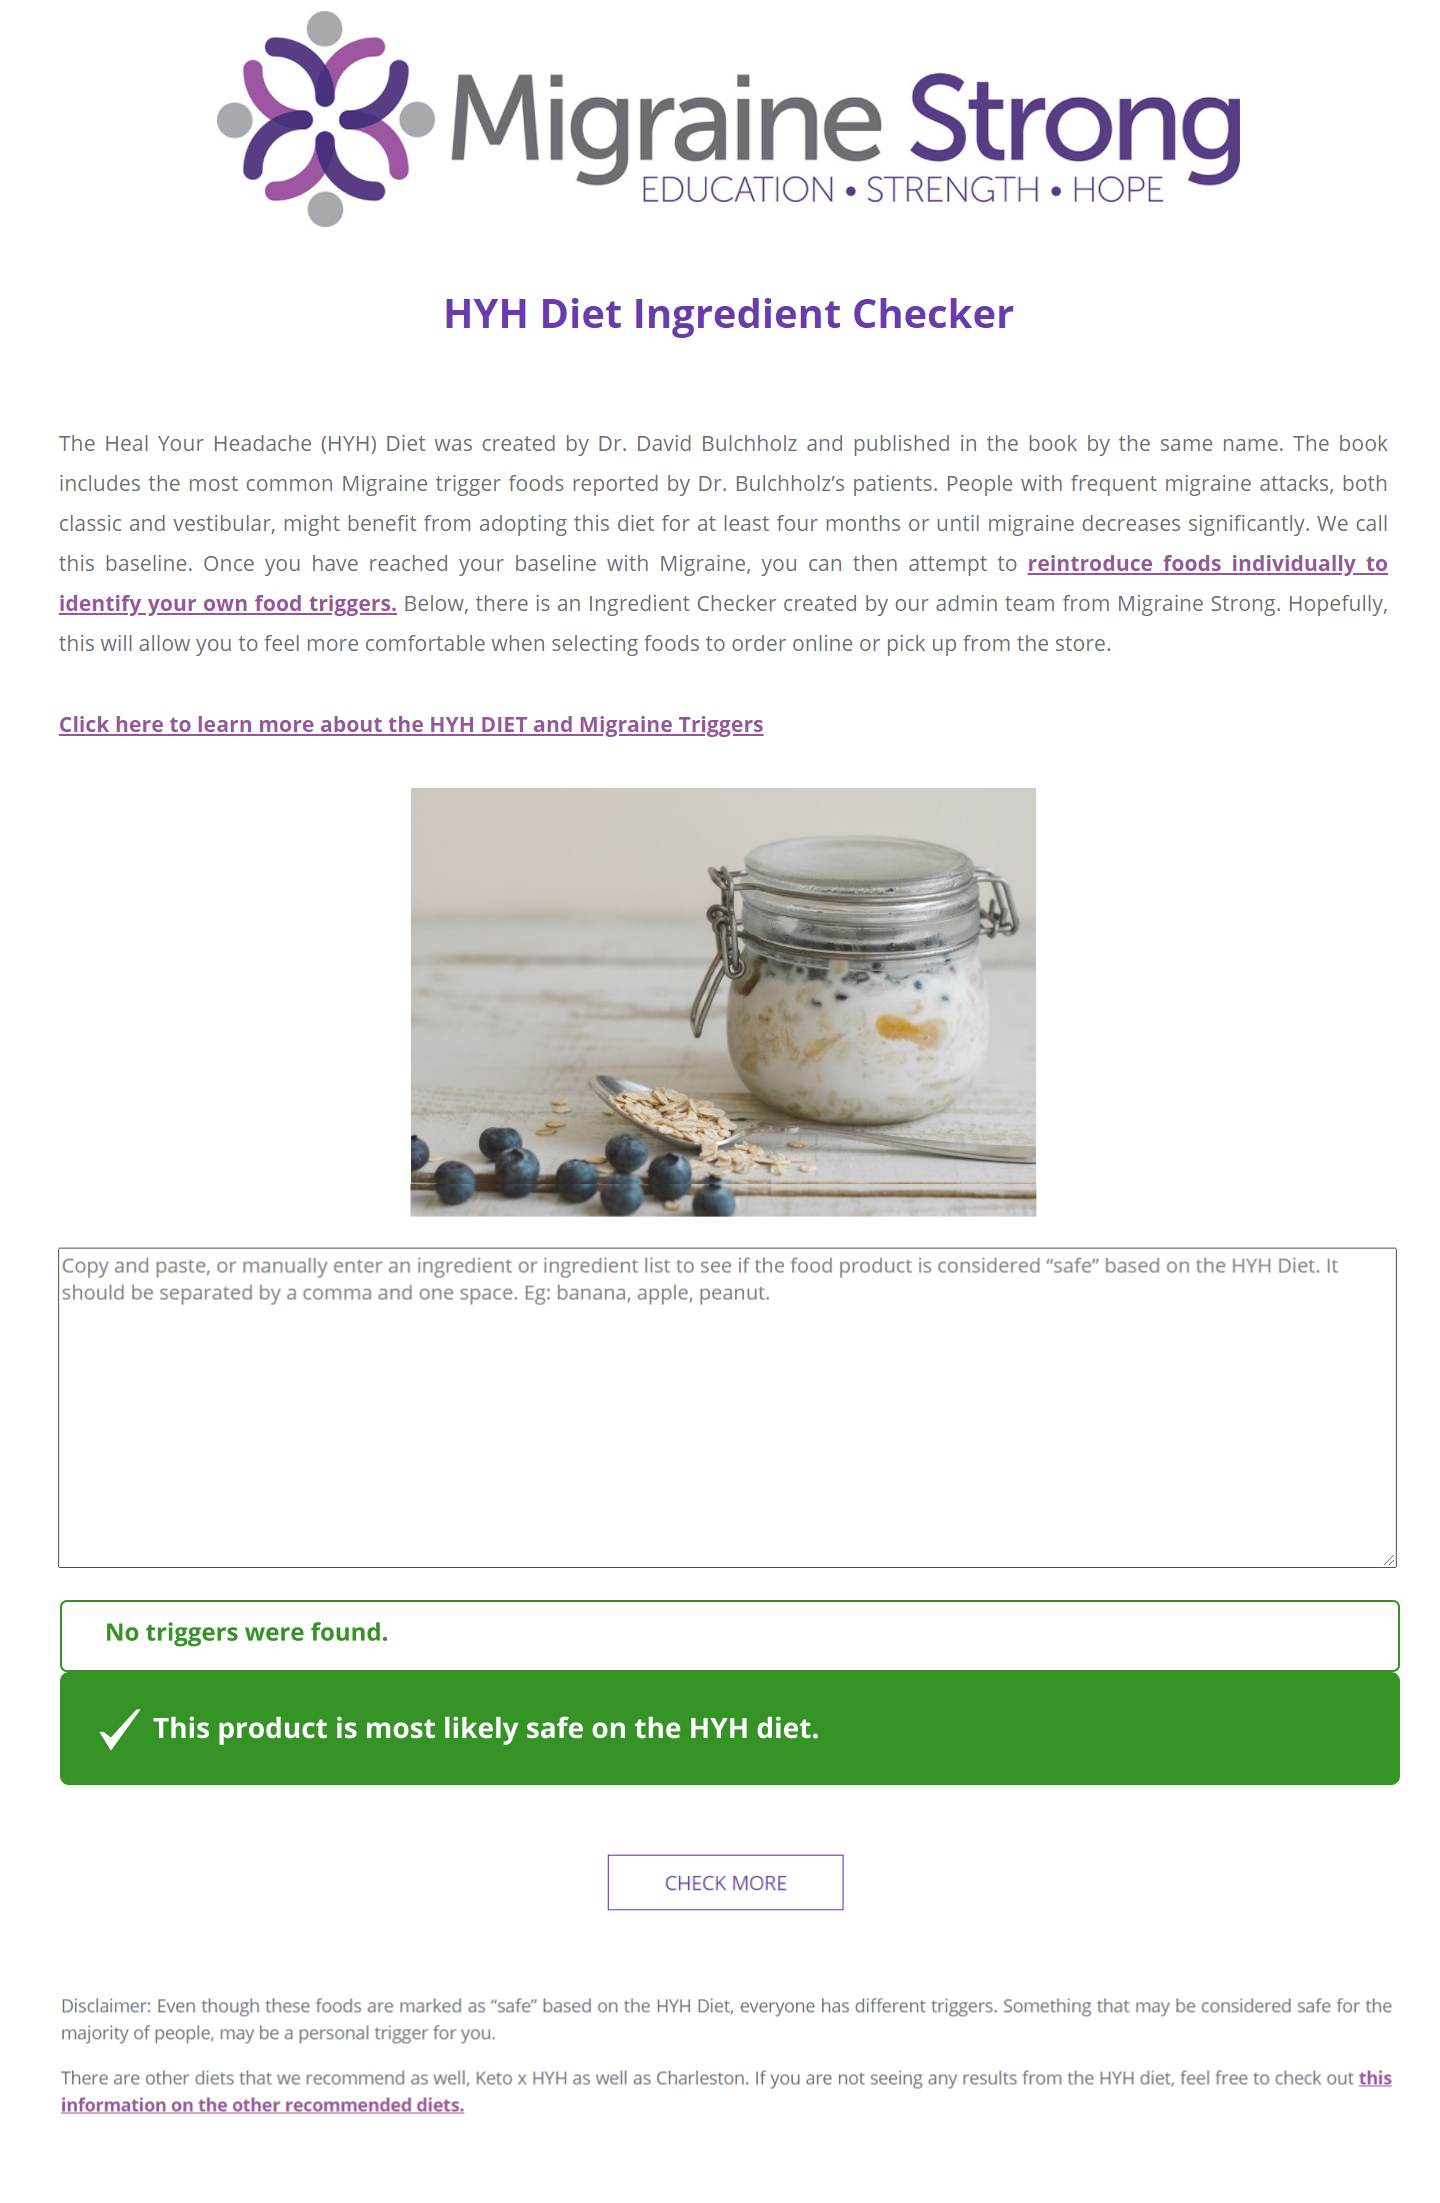 Migraine Strong
EDUCATION • STRENGTH • HOPE
HYH Diet Ingredient Checker
The Heal Your Headache (HYH) Diet was created by Dr. David Bulchholz and published in the book by the same name. The book
includes the most common Migraine trigger foods reported by Dr. Bulchholz’s patients. People with frequent migraine attacks, both
classic and vestibular, might benefit from adopting this diet for at least four months or until migraine decreases significantly. We call
this baseline. Once you have reached your baseline with Migraine, you can then attempt to reintroduce foods individually to
identify your own food triggers. Below, there is an Ingredient Checker created by our admin team from Migraine Strong. Hopefully,
this will allow you to feel more comfortable when selecting foods to order online or pick up from the store.
Click here to learn more about the HYH DIET and Migraine Triggers
Copy and paste, or manually enter an ingredient or ingredient list to see if the food product is considered “safe” based on the HYH Diet. It
should be separated by a comma and one space. Eg: banana, apple, peanut.
No triggers were found.
This product is most likely safe on the HYH diet.
CHECK MORE
Disclaimer: Even though these foods are marked as “safe” based on the HYH Diet, everyone has different triggers. Something that may be considered safe for the
majority of people, may be a personal trigger for you.
There are other diets that we recommend as well, Keto x HYH as well as Charleston. If you are not seeing any results from the HYH diet, feel free to check out this
information on the other recommended diets.